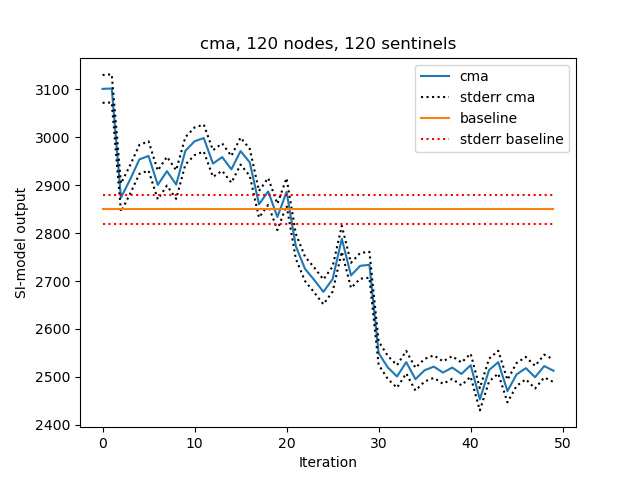 cma, 120 nodes, 120 sentinels
cma
stderr cma
baseline
stderr baseline
SI-model output
3100
3000
2900
2800
2700
2600
2500
2400
0 10 20 30 40 50
Iteration